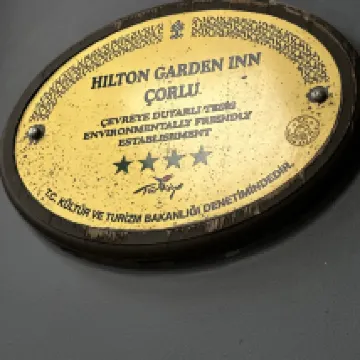 HILTON GARDEN INN
ÇORLU
ÇEVREYE DUYARLI TESİS
ENVIRONMENTALLY FRIENDLY
ESTABLISHMENT
Türkiye
T.C. KÜLTÜR VE TURİZM BAKANLIĞI DENETİMİNDEDİR.